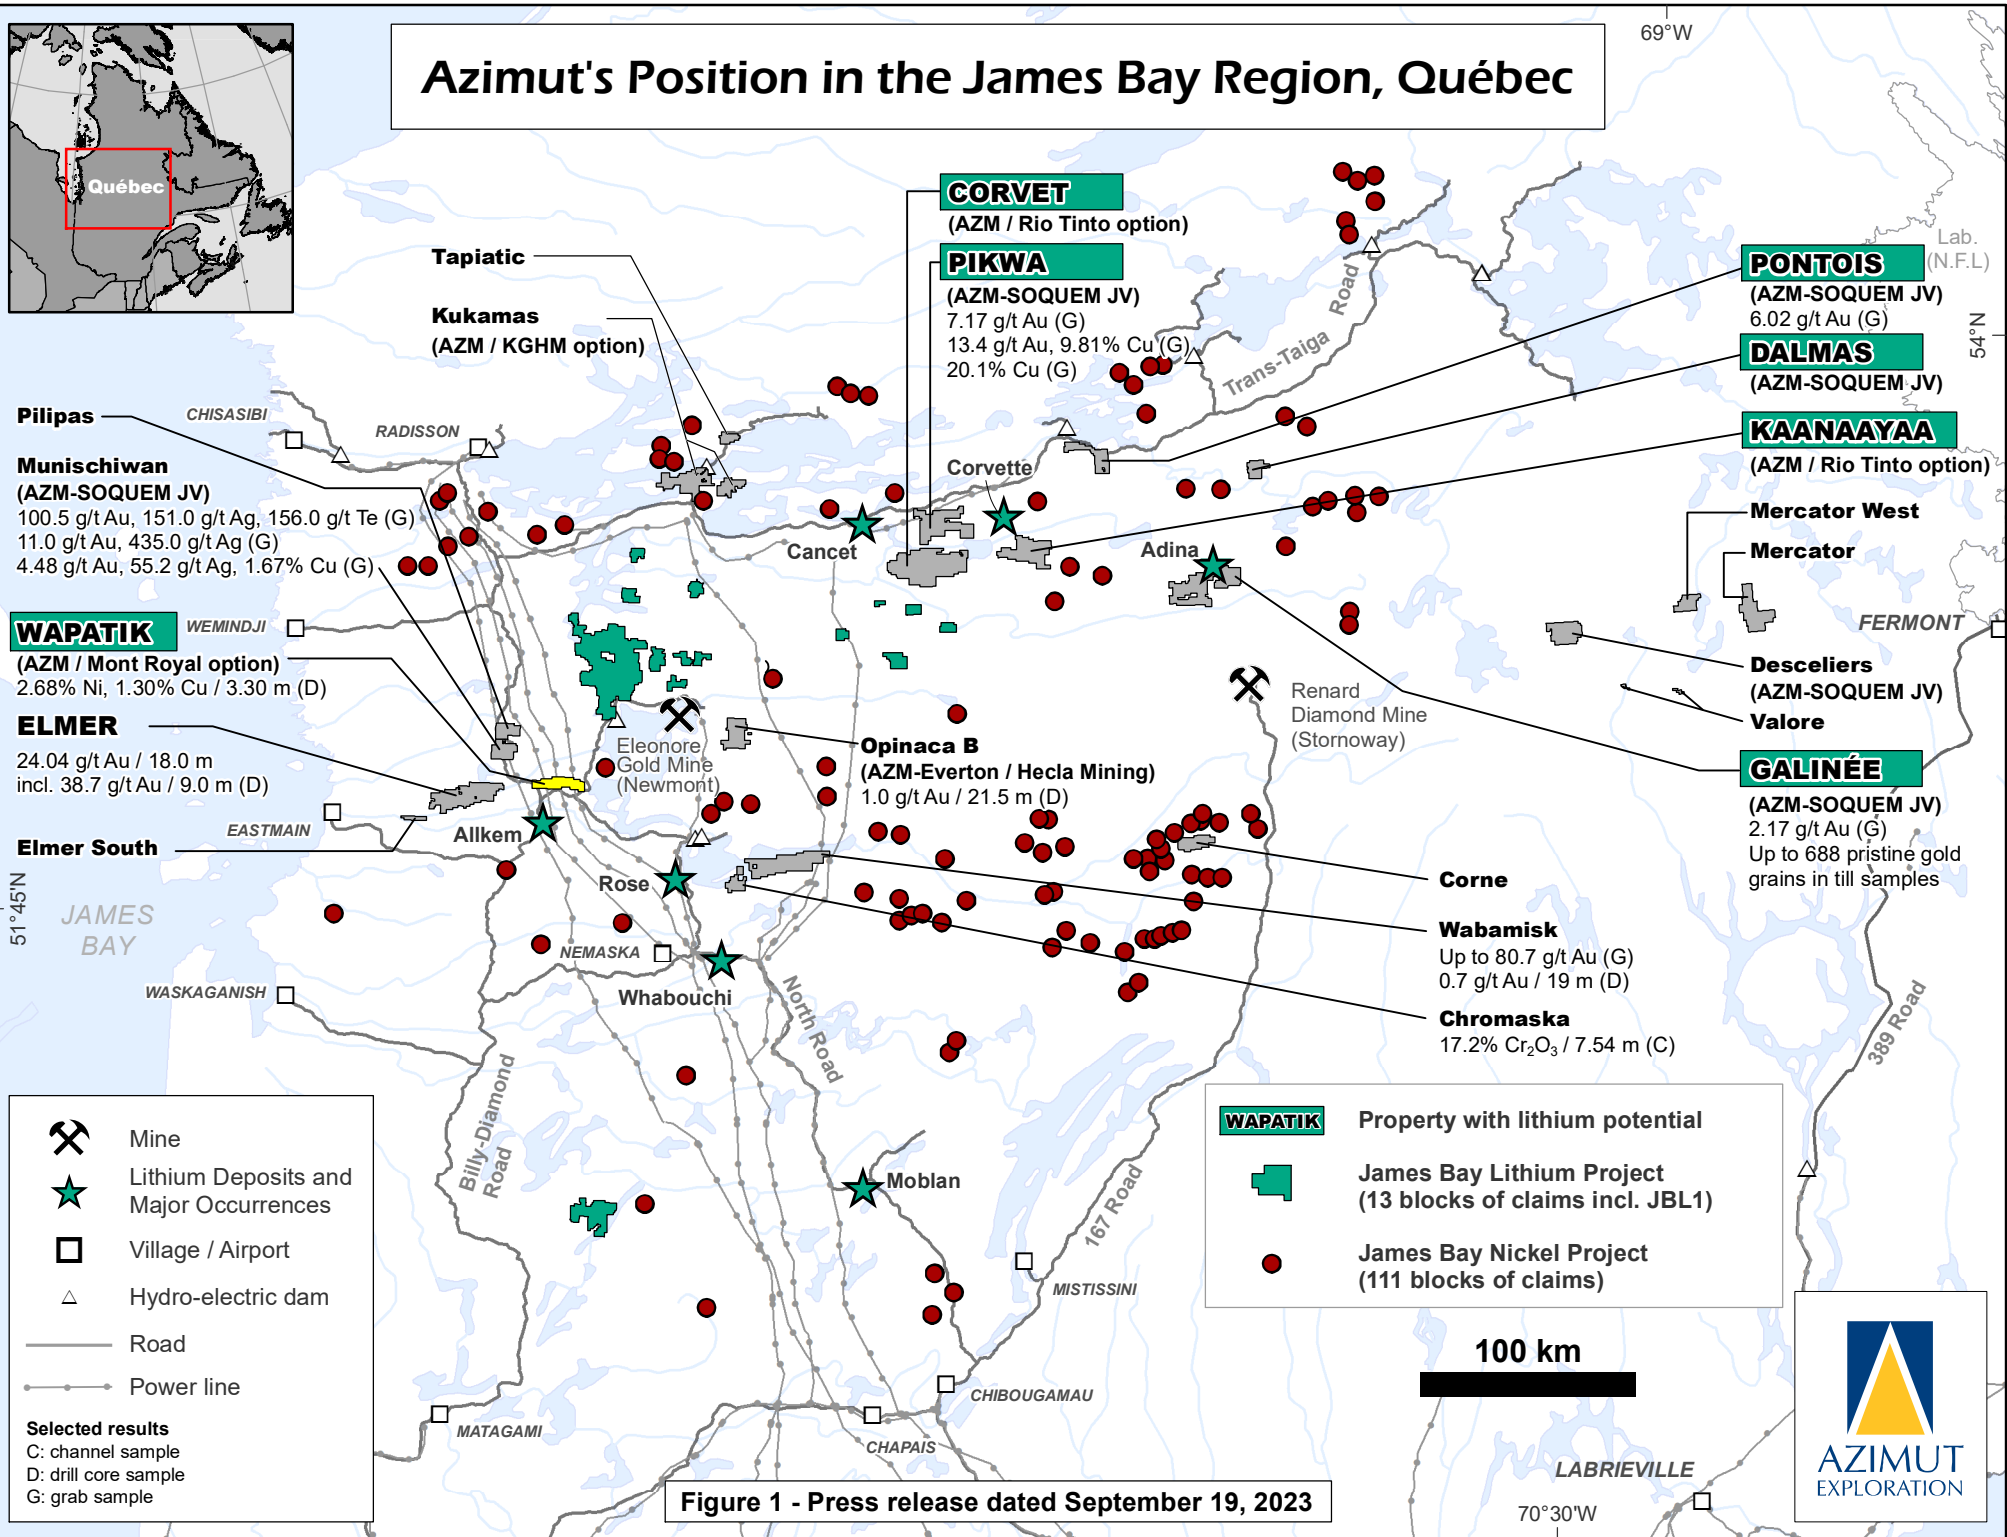 Azimut's Position in the James Bay Region, Québec
69°W
Québec
CORVET
(AZM / Rio Tinto option)
PIKWA
(AZM-SOQUEM JV)
7.17 g/t Au (G)
13.4 g/t Au, 9.81% Cu (G)
20.1% Cu (G)
Tapiatic
Kukamas
(AZM / KGHM option)
Trans-Taiga Road
Lab.
(N.F.L)
PONTOIS
(AZM-SOQUEM JV)
6.02 g/t Au (G)
54°N
DALMAS
(AZM-SOQUEM JV)
KAANAAYAA
(AZM / Rio Tinto option)
Mercator West
Mercator
FERMONT
Desceliers
(AZM-SOQUEM JV)
Valore
GALINÉE
(AZM-SOQUEM JV)
2.17 g/t Au (G)
Up to 688 pristine gold
grains in till samples
Pilipas
CHISASIBI
RADISSON
Munischiwan
(AZM-SOQUEM JV)
100.5 g/t Au, 151.0 g/t Ag, 156.0 g/t Te (G)
11.0 g/t Au, 435.0 g/t Ag (G)
4.48 g/t Au, 55.2 g/t Ag, 1.67% Cu (G)
Corvette
Cancet
Adina
WAPATIK
WEMINDJI
(AZM / Mont Royal option)
2.68% Ni, 1.30% Cu / 3.30 m (D)
ELMER
24.04 g/t Au / 18.0 m
incl. 38.7 g/t Au / 9.0 m (D)
EASTMAIN
Elmer South
Eleonore
Gold Mine
(Newmont)
Opinaca B
(AZM-Everton / Hecla Mining)
1.0 g/t Au / 21.5 m (D)
Renard
Diamond Mine
(Stornoway)
Allkem
Rose
51°45'N
JAMES
BAY
NEMASKA
WASKAGANISH
Whabouchi
North Road
Corne
Wabamisk
Up to 80.7 g/t Au (G)
0.7 g/t Au / 19 m (D)
Chromaska
17.2% Cr₂O₃ / 7.54 m (C)
389 Road
Billy-Diamond
Road
Moblan
167 Road
MISTISSINI
CHIBOUGAMAU
CHAPAIS
MATAGAMI
LABRIEVILLE
70°30'W
Mine
Lithium Deposits and
Major Occurrences
Village / Airport
Hydro-electric dam
Road
Power line
Selected results
C: channel sample
D: drill core sample
G: grab sample
WAPATIK
Property with lithium potential
James Bay Lithium Project
(13 blocks of claims incl. JBL1)
James Bay Nickel Project
(111 blocks of claims)
100 km
AZIMUT
EXPLORATION
Figure 1 - Press release dated September 19, 2023